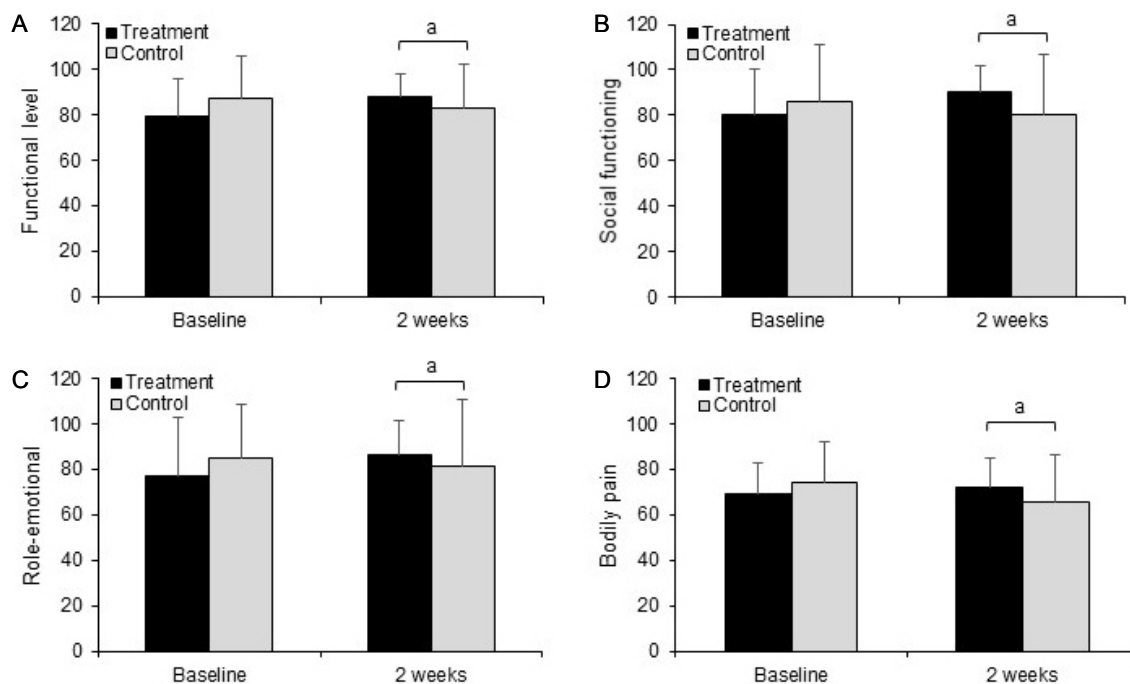 A
Functional level
120
100
80
60
40
20
0
Treatment
Control
a
Baseline
2 weeks
B
Social functioning
120
100
80
60
40
20
0
Treatment
Control
a
Baseline
2 weeks
C
Role-emotional
120
100
80
60
40
20
0
Treatment
Control
a
Baseline
2 weeks
D
Bodily pain
120
100
80
60
40
20
0
Treatment
Control
a
Baseline
2 weeks